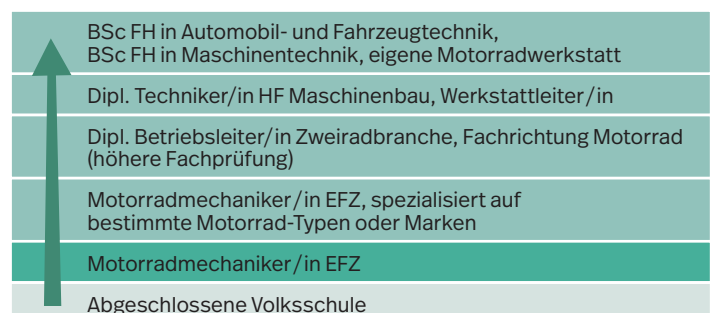 BSc FH in Automobil- und Fahrzeugtechnik,
BSc FH in Maschinentechnik, eigene Motorradwerkstatt
Dipl. Techniker/in HF Maschinenbau, Werkstattleiter/in
Dipl. Betriebsleiter/in Zweiradbranche, Fachrichtung Motorrad
(höhere Fachprüfung)
Motorradmechaniker/in EFZ, spezialisiert auf
bestimmte Motorrad-Typen oder Marken
Motorradmechaniker/in EFZ
Abgeschlossene Volksschule